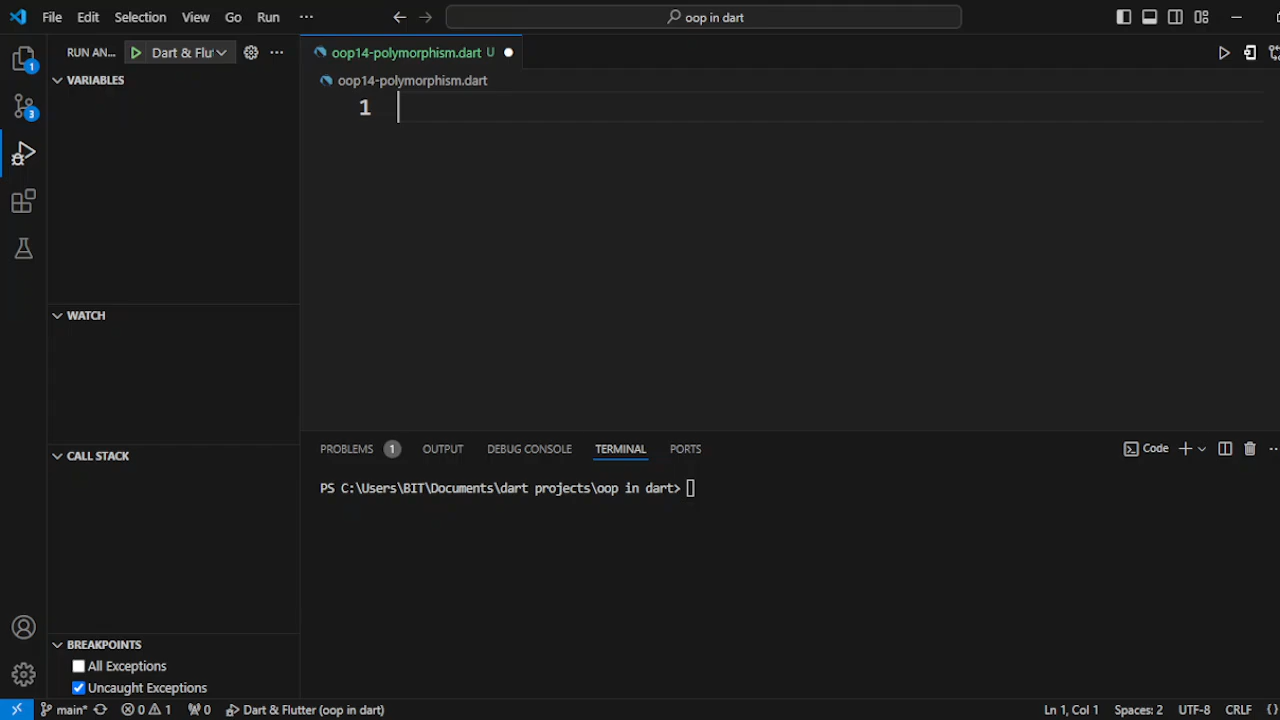 File Edit Selection View Go Run ··· oop in dart
RUN AN... Dart & Flut ···
oop14-polymorphism.dart U
VARIABLES
oop14-polymorphism.dart
1
1
3
WATCH
PROBLEMS 1 OUTPUT DEBUG CONSOLE TERMINAL PORTS
Code
CALL STACK
PS C:\Users\BIT\Documents\dart projects\oop in dart>
BREAKPOINTS
All Exceptions
Uncaught Exceptions
main* 0 1 0 Dart & Flutter (oop in dart) Ln 1, Col 1 Spaces: 2 UTF-8 CRLF {}